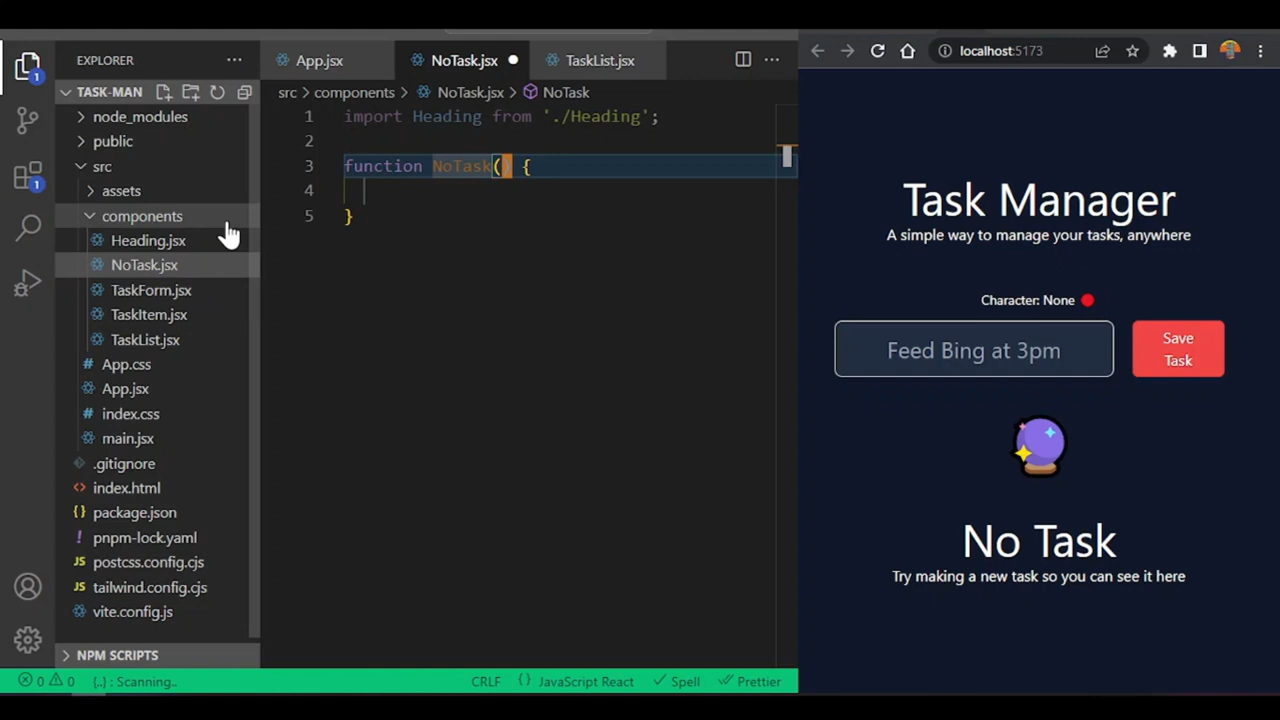 EXPLORER
TASK-MAN
node_modules
public
src
assets
components
Heading.jsx
NoTask.jsx
TaskForm.jsx
TaskItem.jsx
TaskList.jsx
App.css
App.jsx
index.css
main.jsx
.gitignore
index.html
package.json
pnpm-lock.yaml
postcss.config.cjs
tailwind.config.cjs
vite.config.js
NPM SCRIPTS
1
1
App.jsx
NoTask.jsx
TaskList.jsx
src > components > NoTask.jsx > NoTask
1 import Heading from './Heading';
2
3 function NoTask() {
4
5 }
0 0 {..} : Scanning.. CRLF {} JavaScript React Spell Prettier
localhost:5173
Task Manager
A simple way to manage your tasks, anywhere
Character: None
Feed Bing at 3pm
Save
Task
No Task
Try making a new task so you can see it here